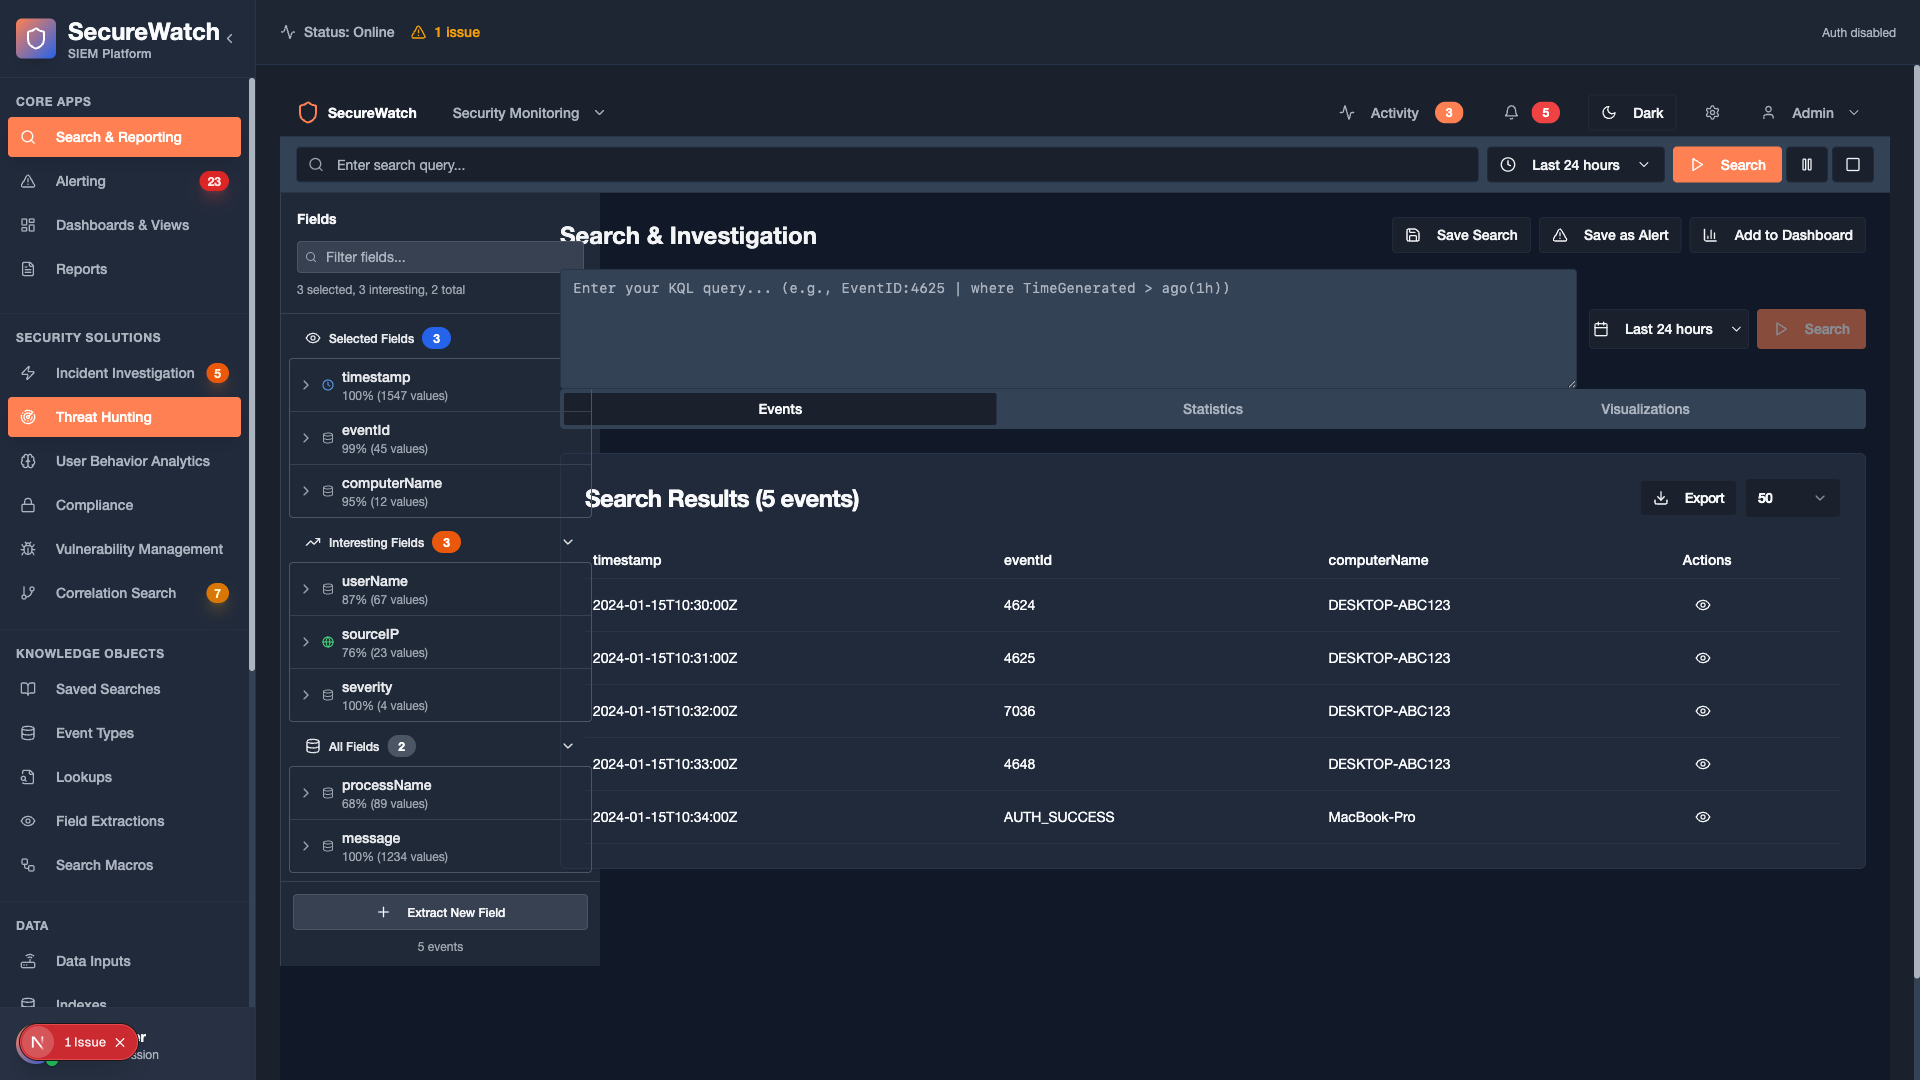 SecureWatch
SIEM Platform
Status: Online
1 issue
Auth disabled
CORE APPS
Search & Reporting
Alerting
23
Dashboards & Views
Reports
SECURITY SOLUTIONS
Incident Investigation
5
Threat Hunting
User Behavior Analytics
Compliance
Vulnerability Management
Correlation Search
7
KNOWLEDGE OBJECTS
Saved Searches
Event Types
Lookups
Field Extractions
Search Macros
DATA
Data Inputs
Indexes
N
1 Issue
SecureWatch
Security Monitoring
Activity
3
5
Dark
Admin
Enter search query...
Last 24 hours
Search
Fields
Filter fields...
3 selected, 3 interesting, 2 total
Selected Fields
3
timestamp
100% (1547 values)
eventId
99% (45 values)
computerName
95% (12 values)
Interesting Fields
3
userName
87% (67 values)
sourceIP
76% (23 values)
severity
100% (4 values)
All Fields
2
processName
68% (89 values)
message
100% (1234 values)
Extract New Field
5 events
Search & Investigation
Save Search
Save as Alert
Add to Dashboard
Enter your KQL query... (e.g., EventID:4625 | where TimeGenerated > ago(1h))
Last 24 hours
Search
Events
Statistics
Visualizations
Search Results (5 events)
Export
50
timestamp eventId computerName Actions
2024-01-15T10:30:00Z 4624 DESKTOP-ABC123
2024-01-15T10:31:00Z 4625 DESKTOP-ABC123
2024-01-15T10:32:00Z 7036 DESKTOP-ABC123
2024-01-15T10:33:00Z 4648 DESKTOP-ABC123
2024-01-15T10:34:00Z AUTH_SUCCESS MacBook-Pro